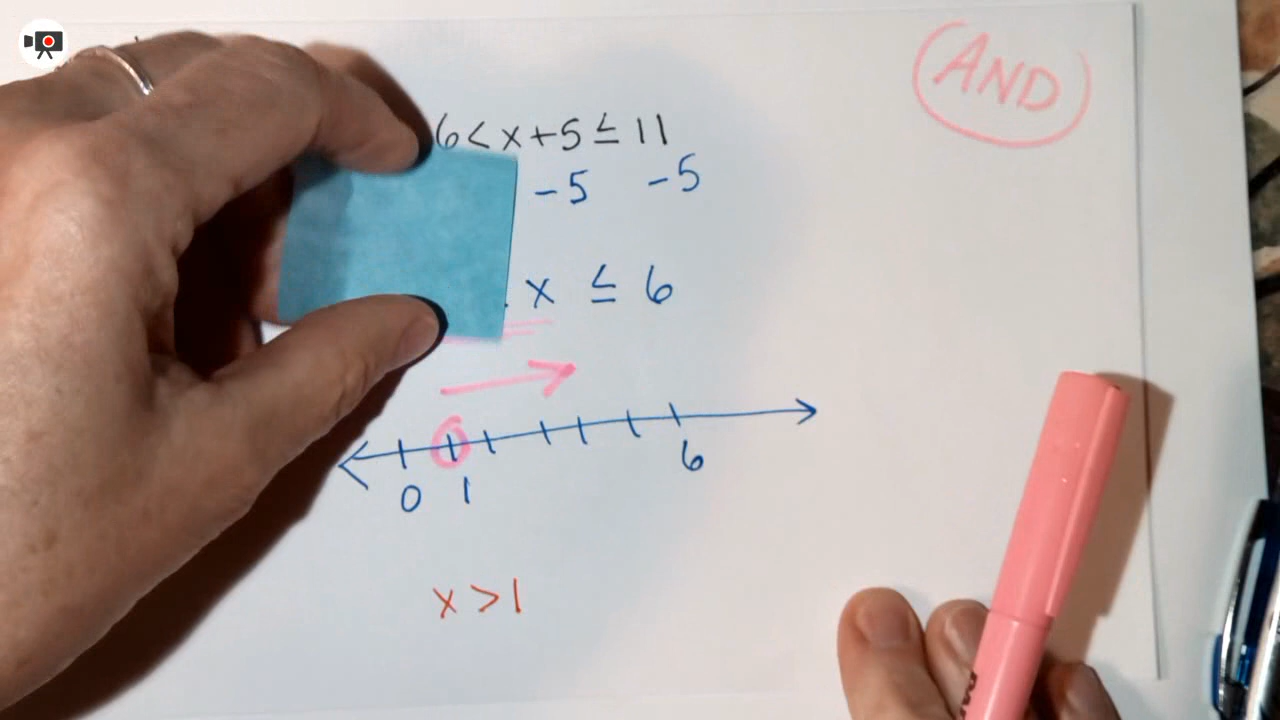 AND
6 < x + 5 ≤ 11
- 5 - 5
x ≤ 6
0 1 6
x > 1